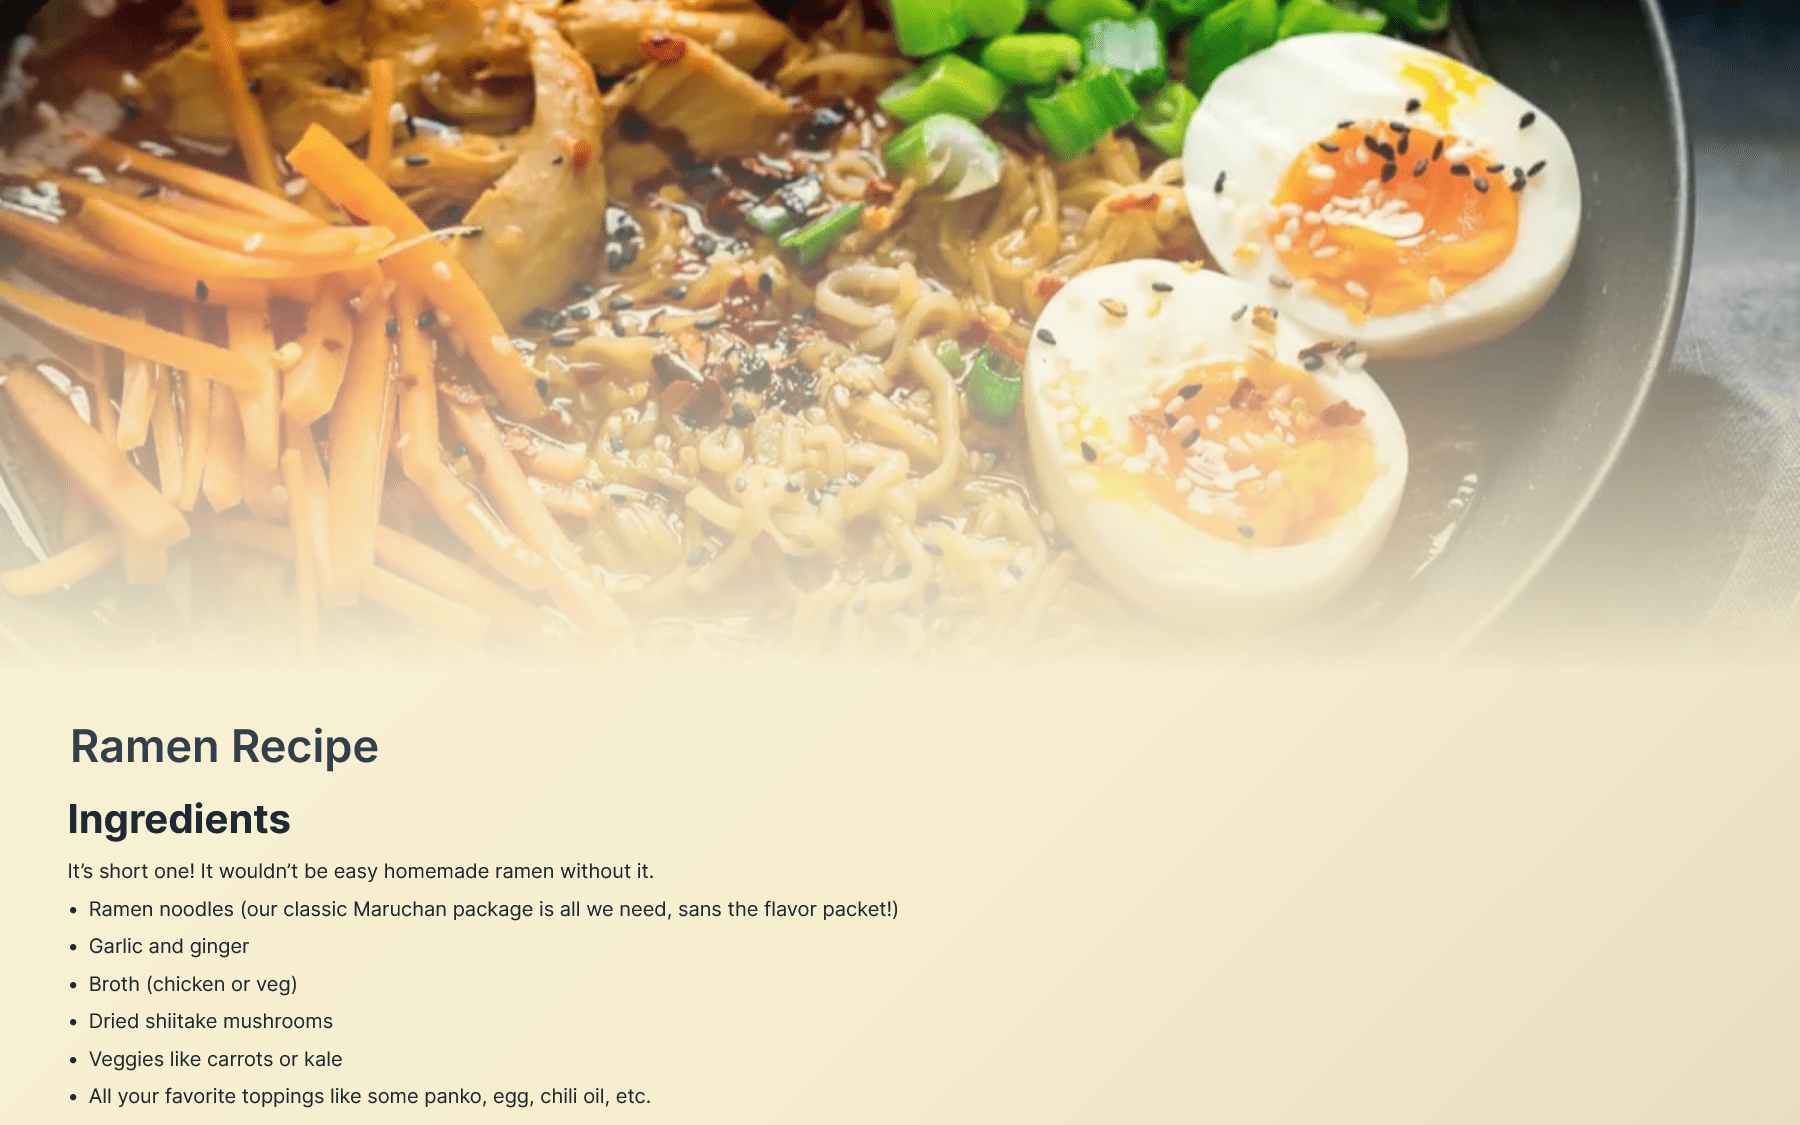 Ramen Recipe
Ingredients
It’s short one! It wouldn’t be easy homemade ramen without it.
• Ramen noodles (our classic Maruchan package is all we need, sans the flavor packet!)
• Garlic and ginger
• Broth (chicken or veg)
• Dried shiitake mushrooms
• Veggies like carrots or kale
• All your favorite toppings like some panko, egg, chili oil, etc.